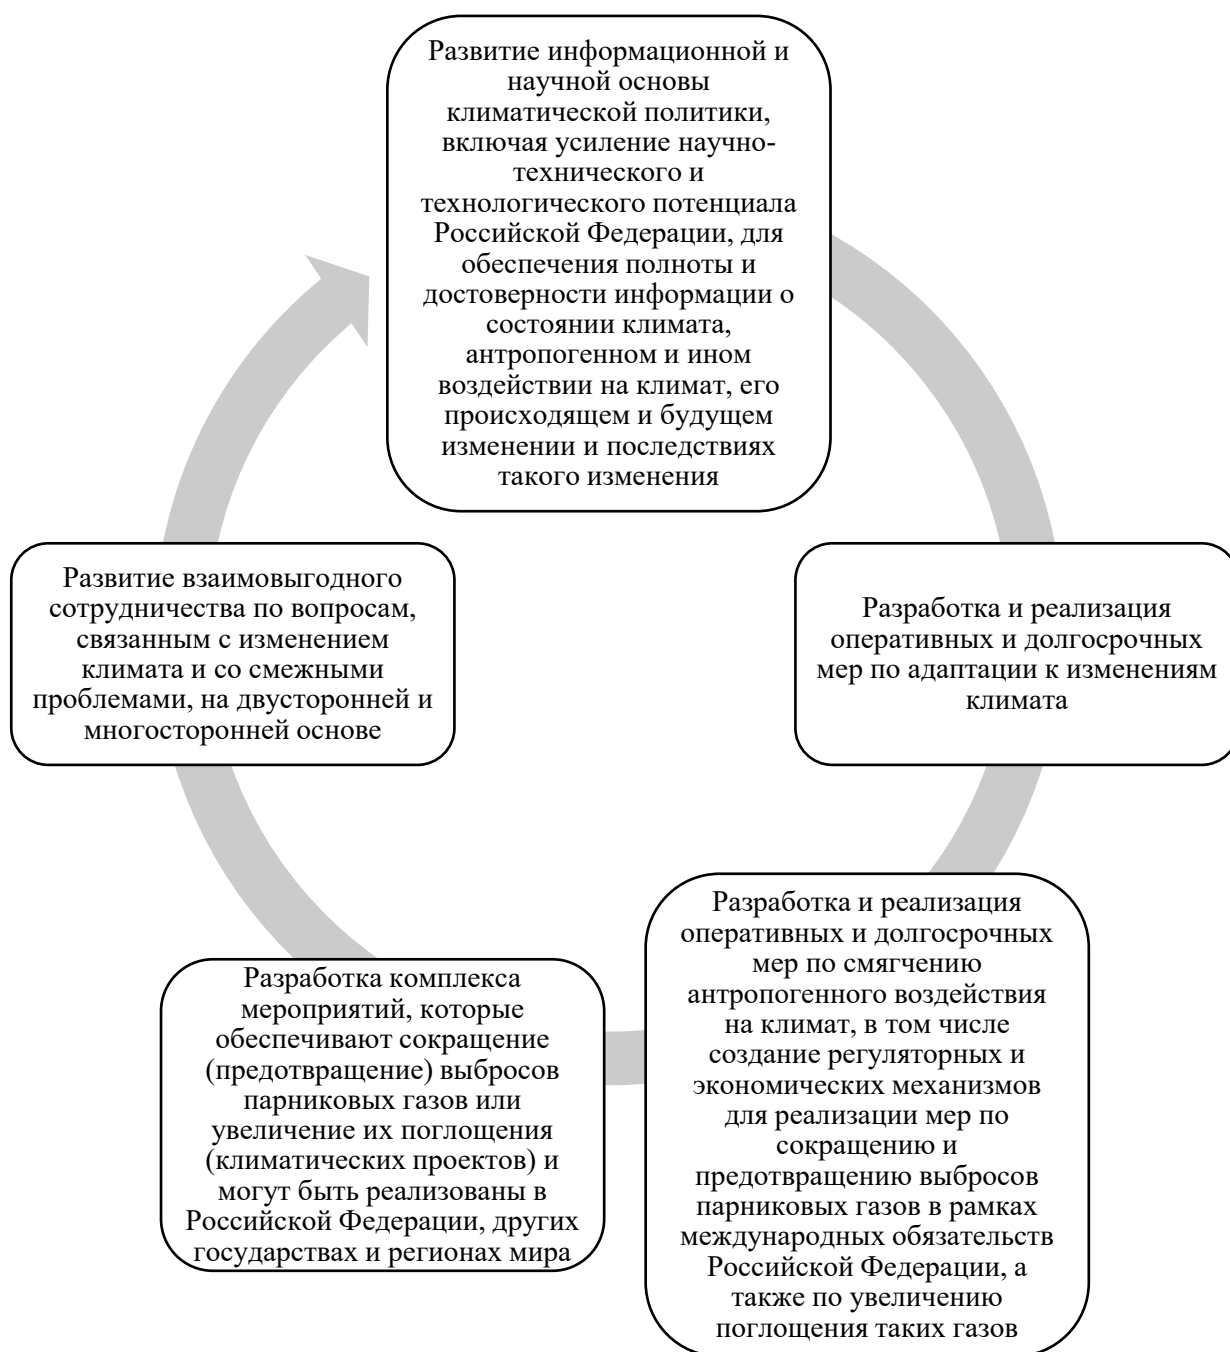 Развитие информационной и
научной основы
климатической политики,
включая усиление научно-
технического и
технологического потенциала
Российской Федерации, для
обеспечения полноты и
достоверности информации о
состоянии климата,
антропогенном и ином
воздействии на климат, его
происходящем и будущем
изменении и последствиях
такого изменения
Разработка и реализация
оперативных и долгосрочных
мер по адаптации к изменениям
климата
Разработка и реализация
оперативных и долгосрочных
мер по смягчению
антропогенного воздействия
на климат, в том числе
создание регуляторных и
экономических механизмов
для реализации мер по
сокращению и
предотвращению выбросов
парниковых газов в рамках
международных обязательств
Российской Федерации, а
также по увеличению
поглощения таких газов
Разработка комплекса
мероприятий, которые
обеспечивают сокращение
(предотвращение) выбросов
парниковых газов или
увеличение их поглощения
(климатических проектов) и
могут быть реализованы в
Российской Федерации, других
государствах и регионах мира
Развитие взаимовыгодного
сотрудничества по вопросам,
связанным с изменением
климата и со смежными
проблемами, на двусторонней и
многосторонней основе